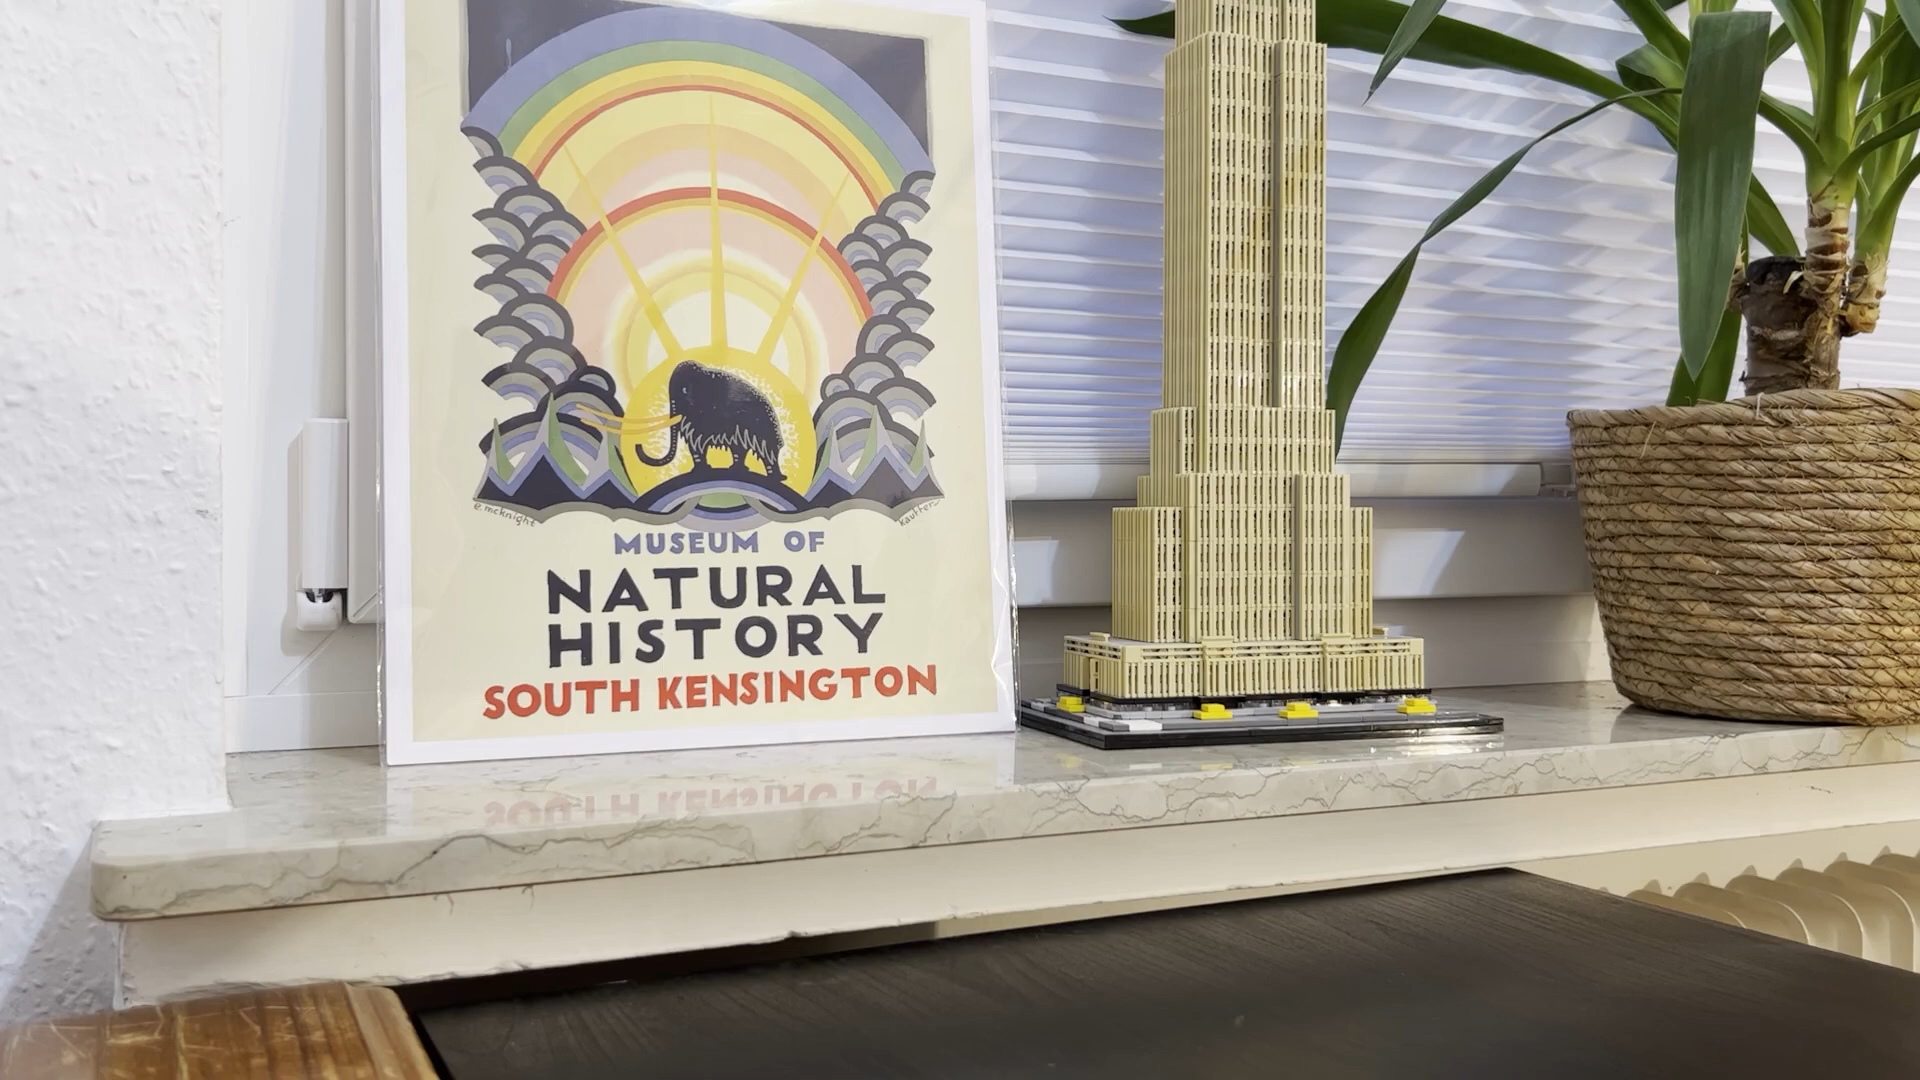 e. mcknight
kauffer
MUSEUM OF
NATURAL
HISTORY
SOUTH KENSINGTON